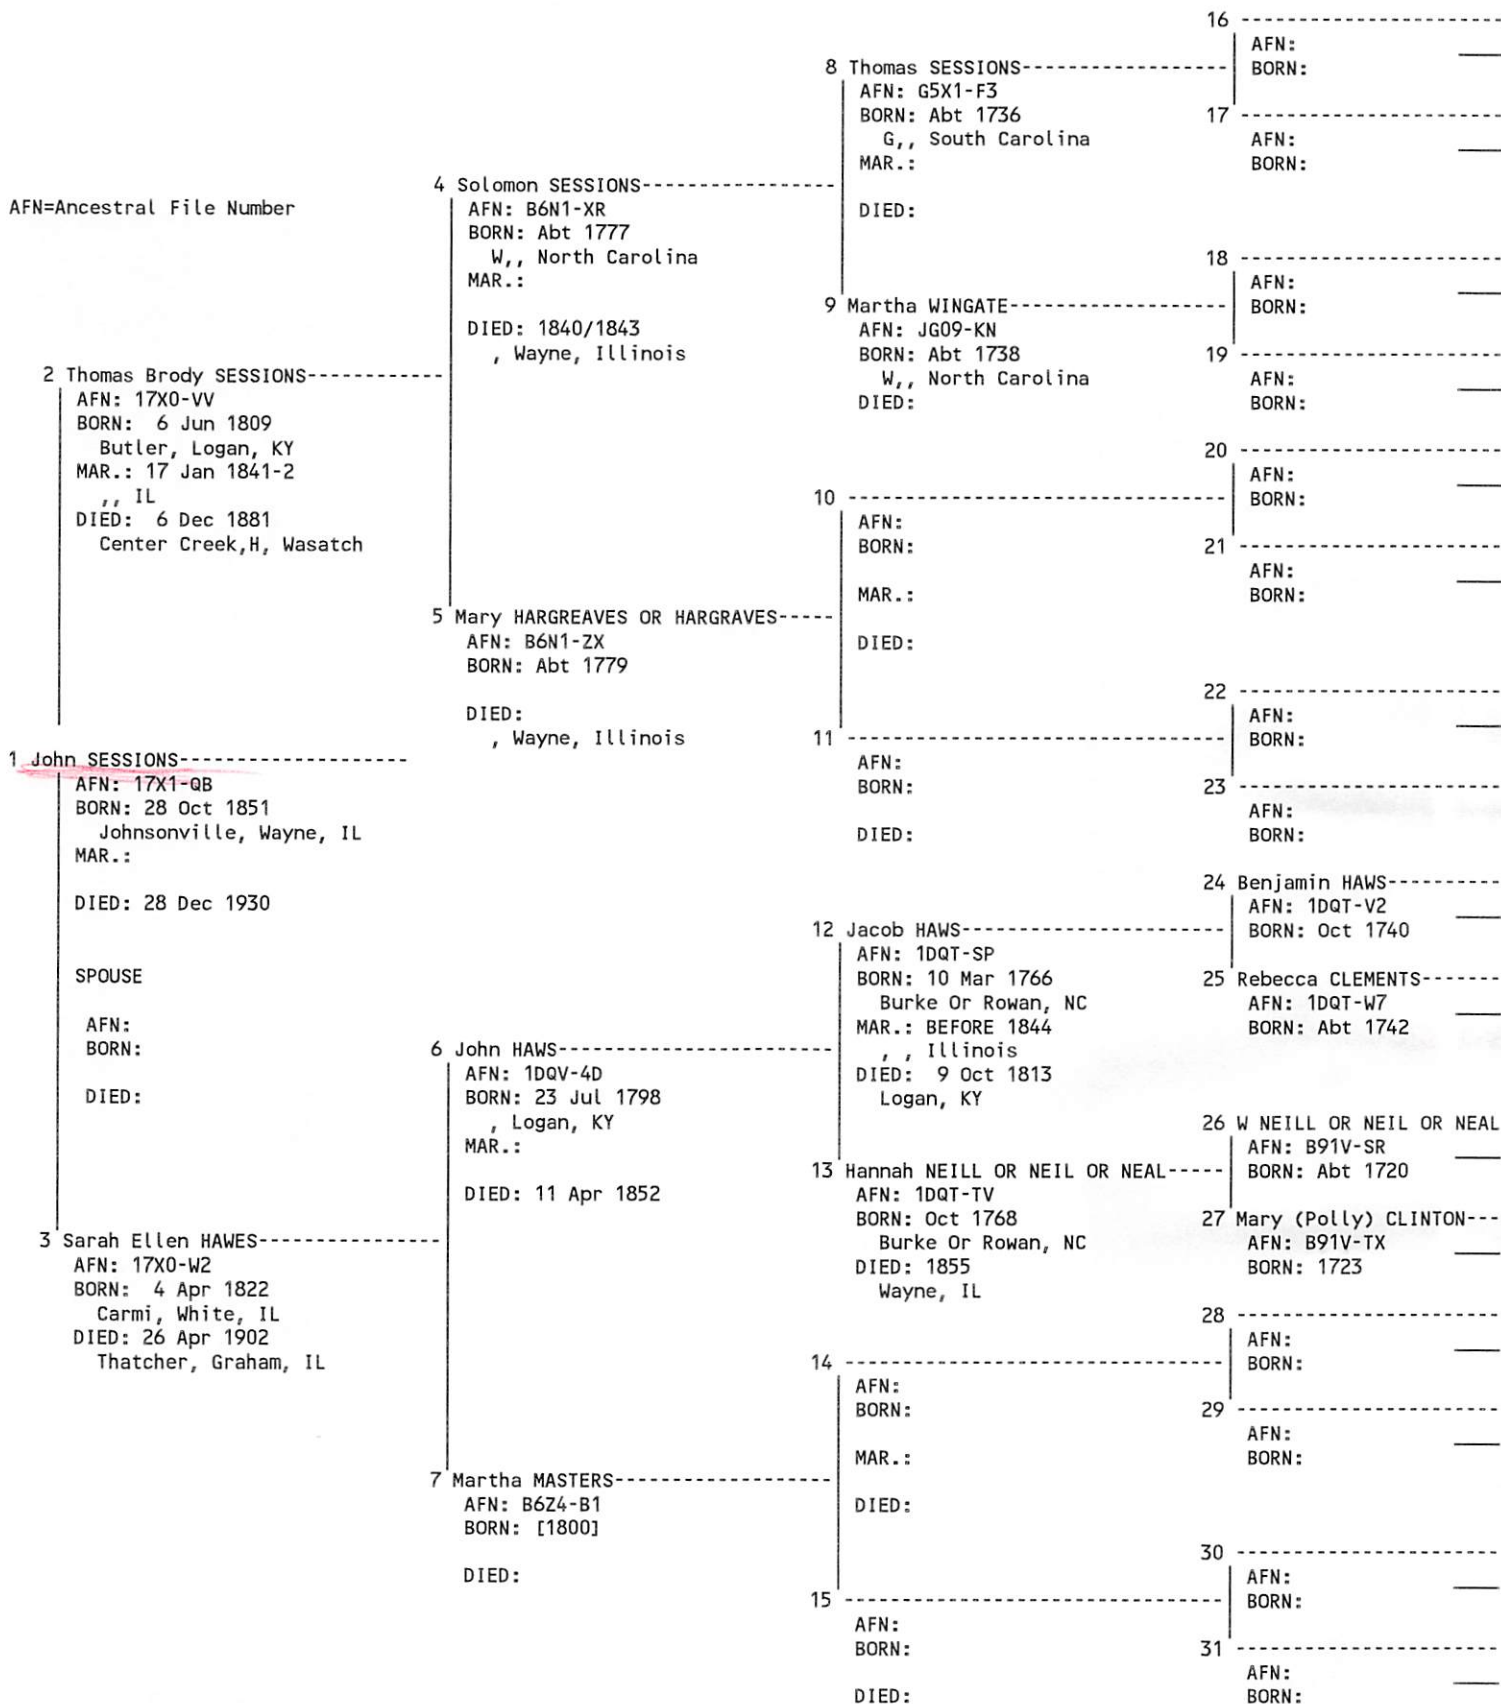 AFN=Ancestral File Number
1 John SESSIONS
AFN: 17X1-QB
BORN: 28 Oct 1851
Johnsonville, Wayne, IL
MAR.:
DIED: 28 Dec 1930
SPOUSE
AFN:
BORN:
DIED:
2 Thomas Brody SESSIONS
AFN: 17X0-VV
BORN: 6 Jun 1809
Butler, Logan, KY
MAR.: 17 Jan 1841-2
,, IL
DIED: 6 Dec 1881
Center Creek,H, Wasatch
3 Sarah Ellen HAWES
AFN: 17X0-W2
BORN: 4 Apr 1822
Carmi, White, IL
DIED: 26 Apr 1902
Thatcher, Graham, IL
4 Solomon SESSIONS
AFN: B6N1-XR
BORN: Abt 1777
W,, North Carolina
MAR.:
DIED: 1840/1843
, Wayne, Illinois
5 Mary HARGREAVES OR HARGRAVES
AFN: B6N1-ZX
BORN: Abt 1779
DIED:
, Wayne, Illinois
6 John HAWS
AFN: 1DQV-4D
BORN: 23 Jul 1798
, Logan, KY
MAR.:
DIED: 11 Apr 1852
7 Martha MASTERS
AFN: B6Z4-B1
BORN: [1800]
DIED:
8 Thomas SESSIONS
AFN: G5X1-F3
BORN: Abt 1736
G,, South Carolina
MAR.:
DIED:
9 Martha WINGATE
AFN: JG09-KN
BORN: Abt 1738
W,, North Carolina
DIED:
10
AFN:
BORN:
MAR.:
DIED:
11
AFN:
BORN:
DIED:
12 Jacob HAWS
AFN: 1DQT-SP
BORN: 10 Mar 1766
Burke Or Rowan, NC
MAR.: BEFORE 1844
, , Illinois
DIED: 9 Oct 1813
Logan, KY
13 Hannah NEILL OR NEIL OR NEAL
AFN: 1DQT-TV
BORN: Oct 1768
Burke Or Rowan, NC
DIED: 1855
Wayne, IL
14
AFN:
BORN:
MAR.:
DIED:
15
AFN:
BORN:
DIED:
16
AFN:
BORN:
17
AFN:
BORN:
18
AFN:
BORN:
19
AFN:
BORN:
20
AFN:
BORN:
21
AFN:
BORN:
22
AFN:
BORN:
23
AFN:
BORN:
24 Benjamin HAWS
AFN: 1DQT-V2
BORN: Oct 1740
25 Rebecca CLEMENTS
AFN: 1DQT-W7
BORN: Abt 1742
26 W NEILL OR NEIL OR NEAL
AFN: B91V-SR
BORN: Abt 1720
27 Mary (Polly) CLINTON
AFN: B91V-TX
BORN: 1723
28
AFN:
BORN:
29
AFN:
BORN:
30
AFN:
BORN:
31
AFN:
BORN: